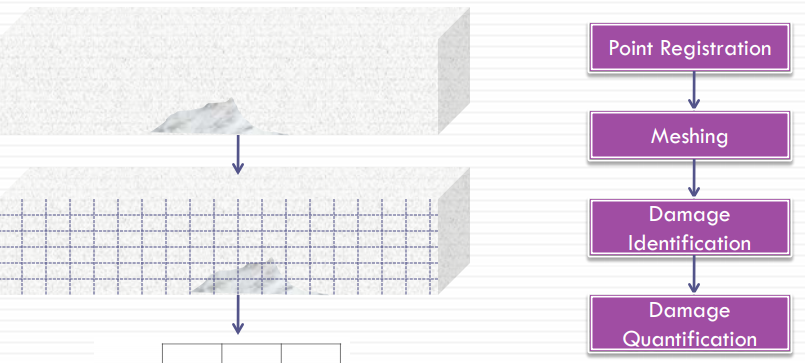 Point Registration
Meshing
Damage
Identification
Damage
Quantification